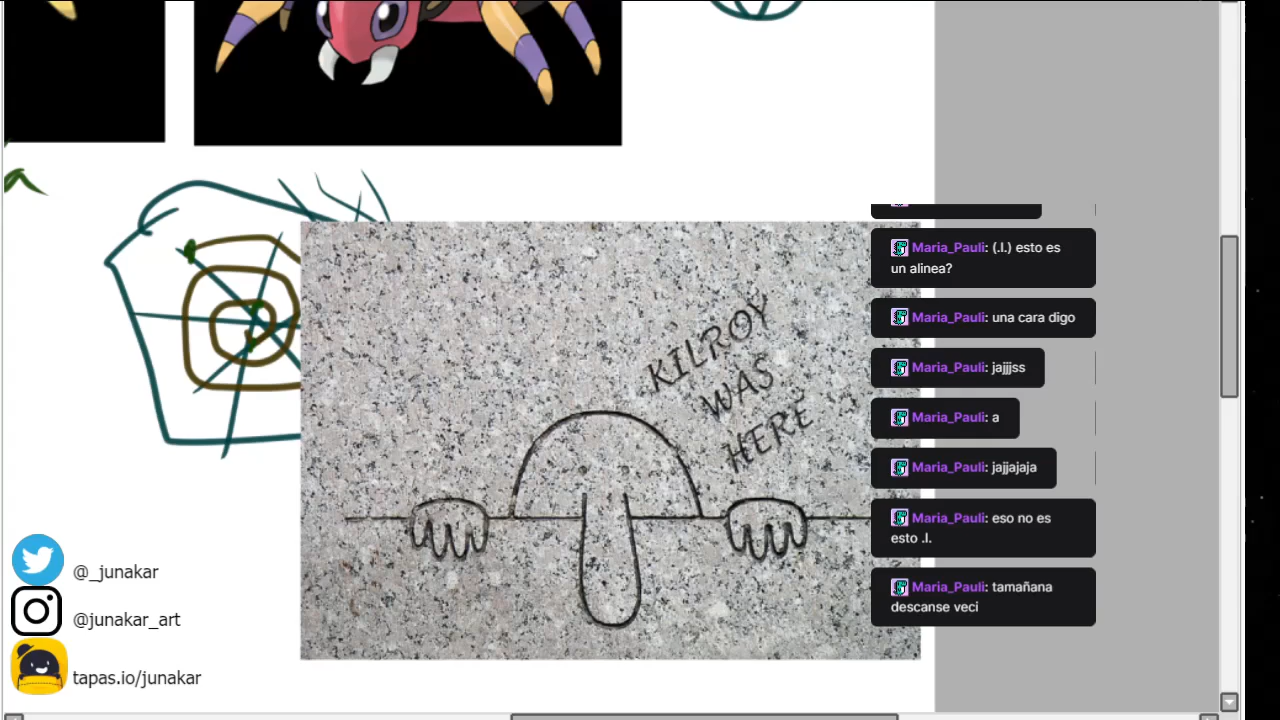 KILROY
WAS
HERE
Maria_Pauli: (.l.) esto es
un alinea?
Maria_Pauli: una cara digo
Maria_Pauli: jajjjss
Maria_Pauli: a
Maria_Pauli: jajjajaja
Maria_Pauli: eso no es
esto .l.
Maria_Pauli: tamañana
descanse veci
@_junakar
@junakar_art
tapas.io/junakar